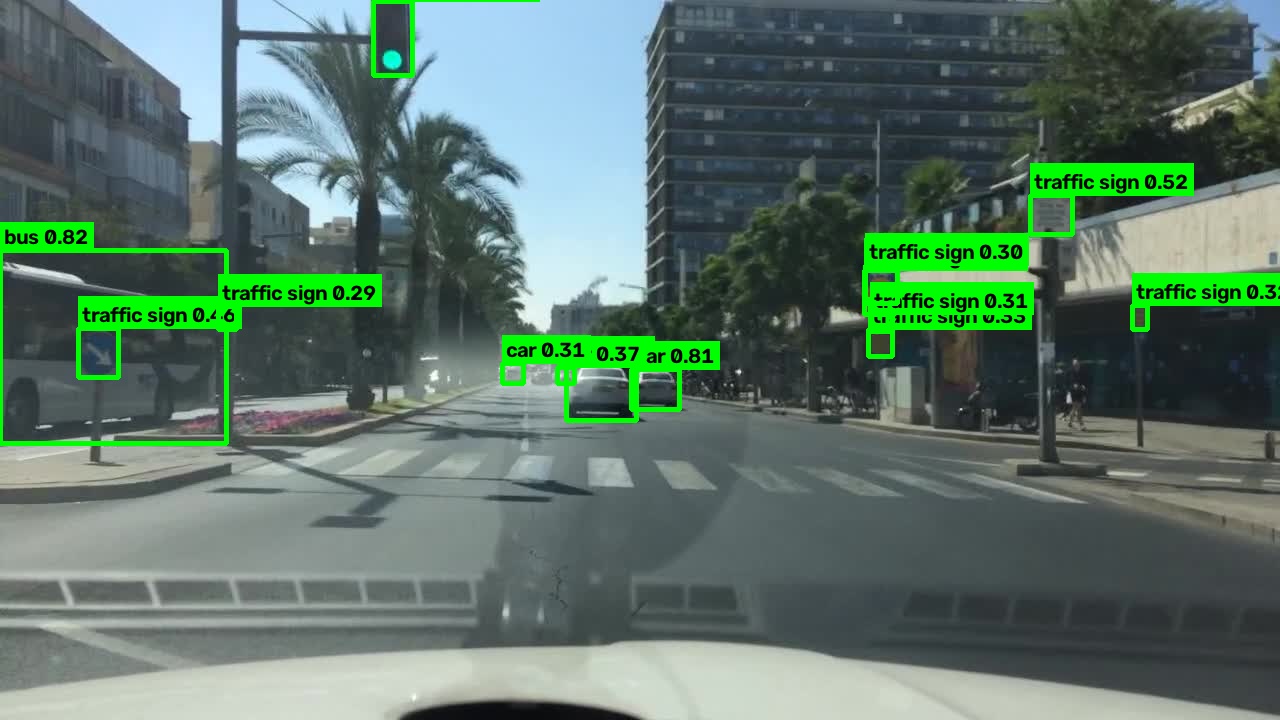 traffic sign 0.52
bus 0.82
traffic sign 0.30
traffic sign 0.29
traffic sign 0.32
traffic sign 0.31
traffic sign 0.46
traffic sign 0.33
car 0.31
0.37
ar 0.81